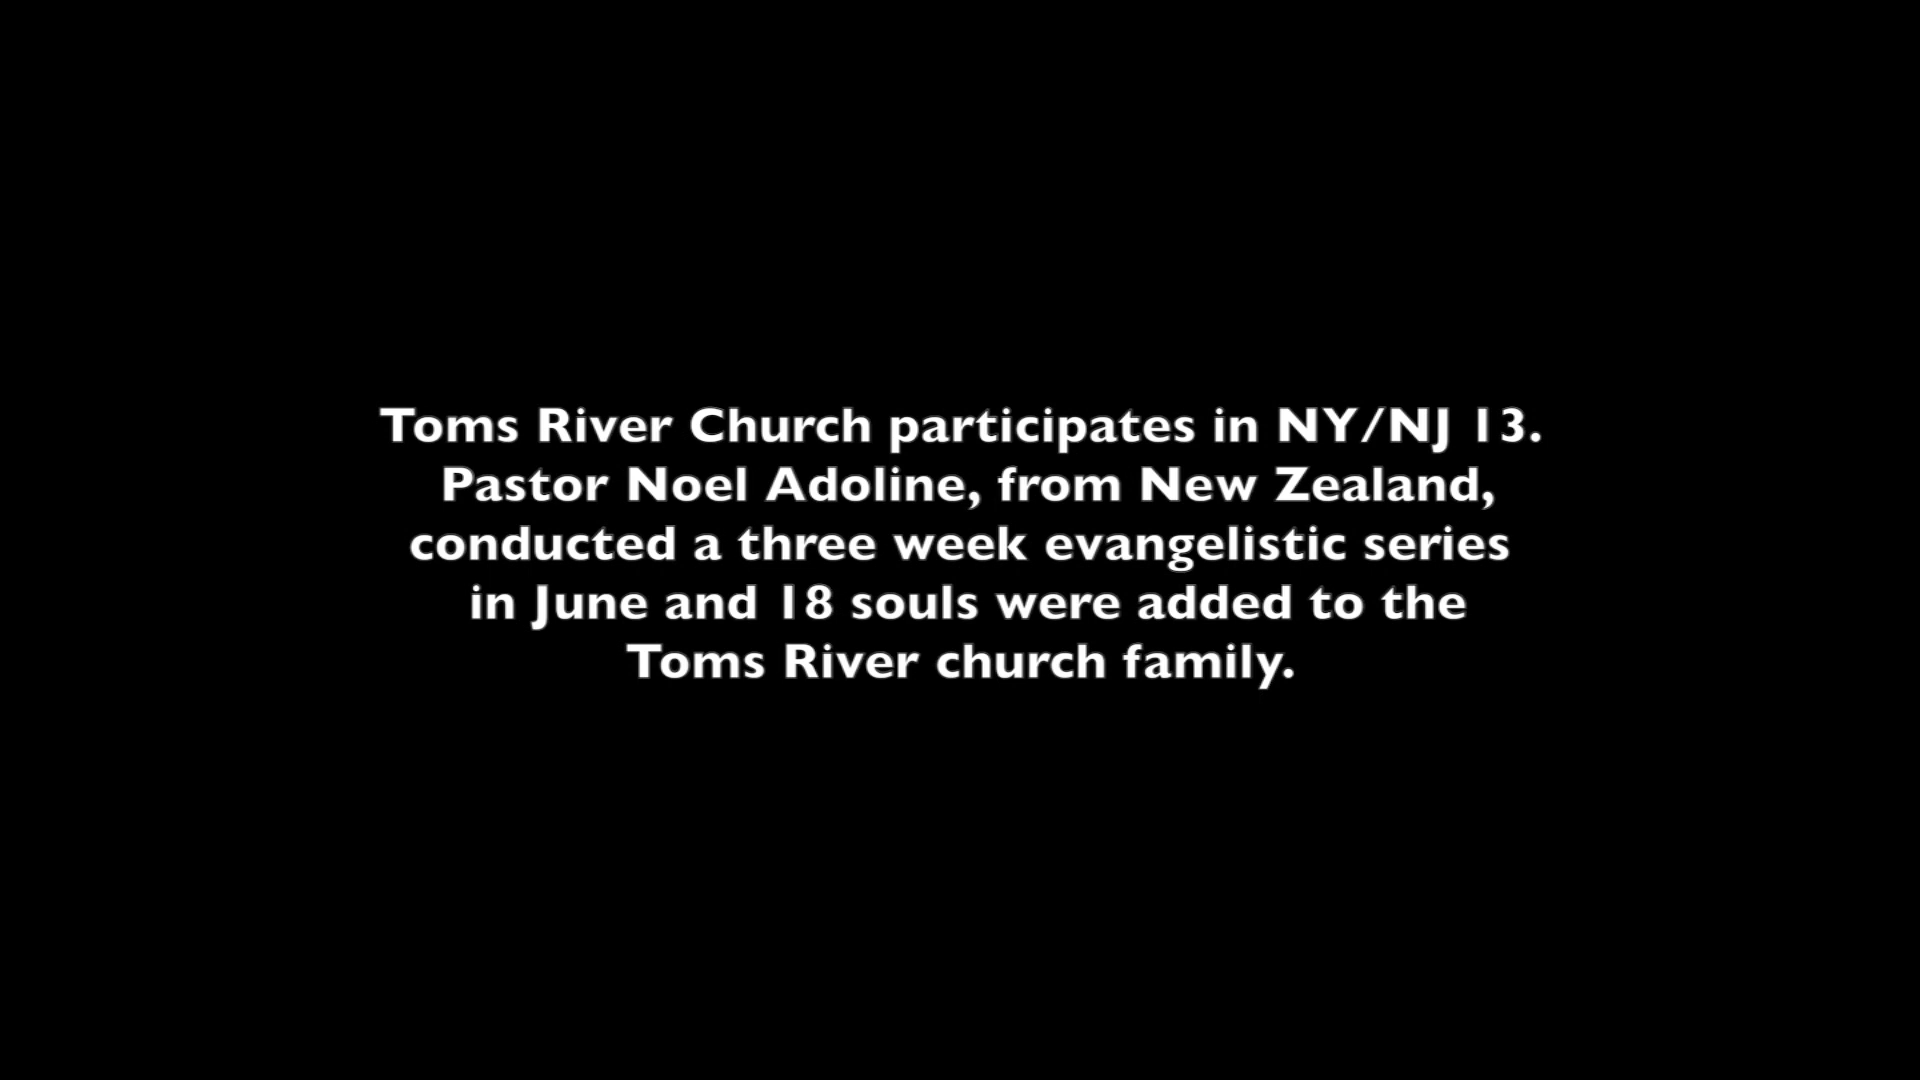 Toms River Church participates in NY/NJ 13.
Pastor Noel Adoline, from New Zealand,
conducted a three week evangelistic series
in June and 18 souls were added to the
Toms River church family.